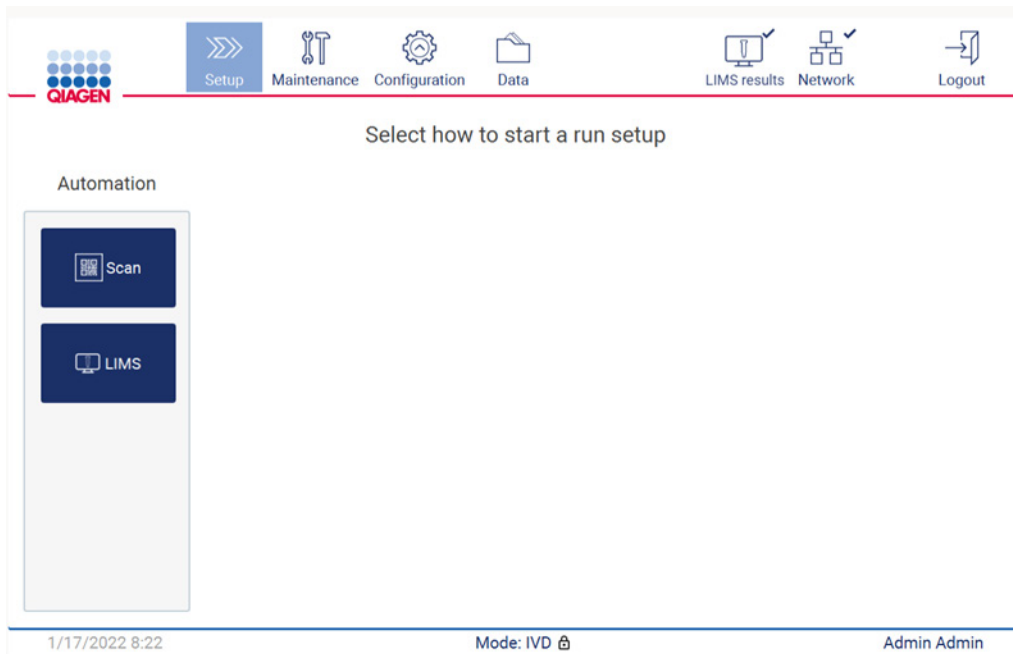 QIAGEN
Setup
Maintenance
Configuration
Data
LIMS results
Network
Logout
Select how to start a run setup
Automation
Scan
LIMS
1/17/2022 8:22
Mode: IVD
Admin Admin